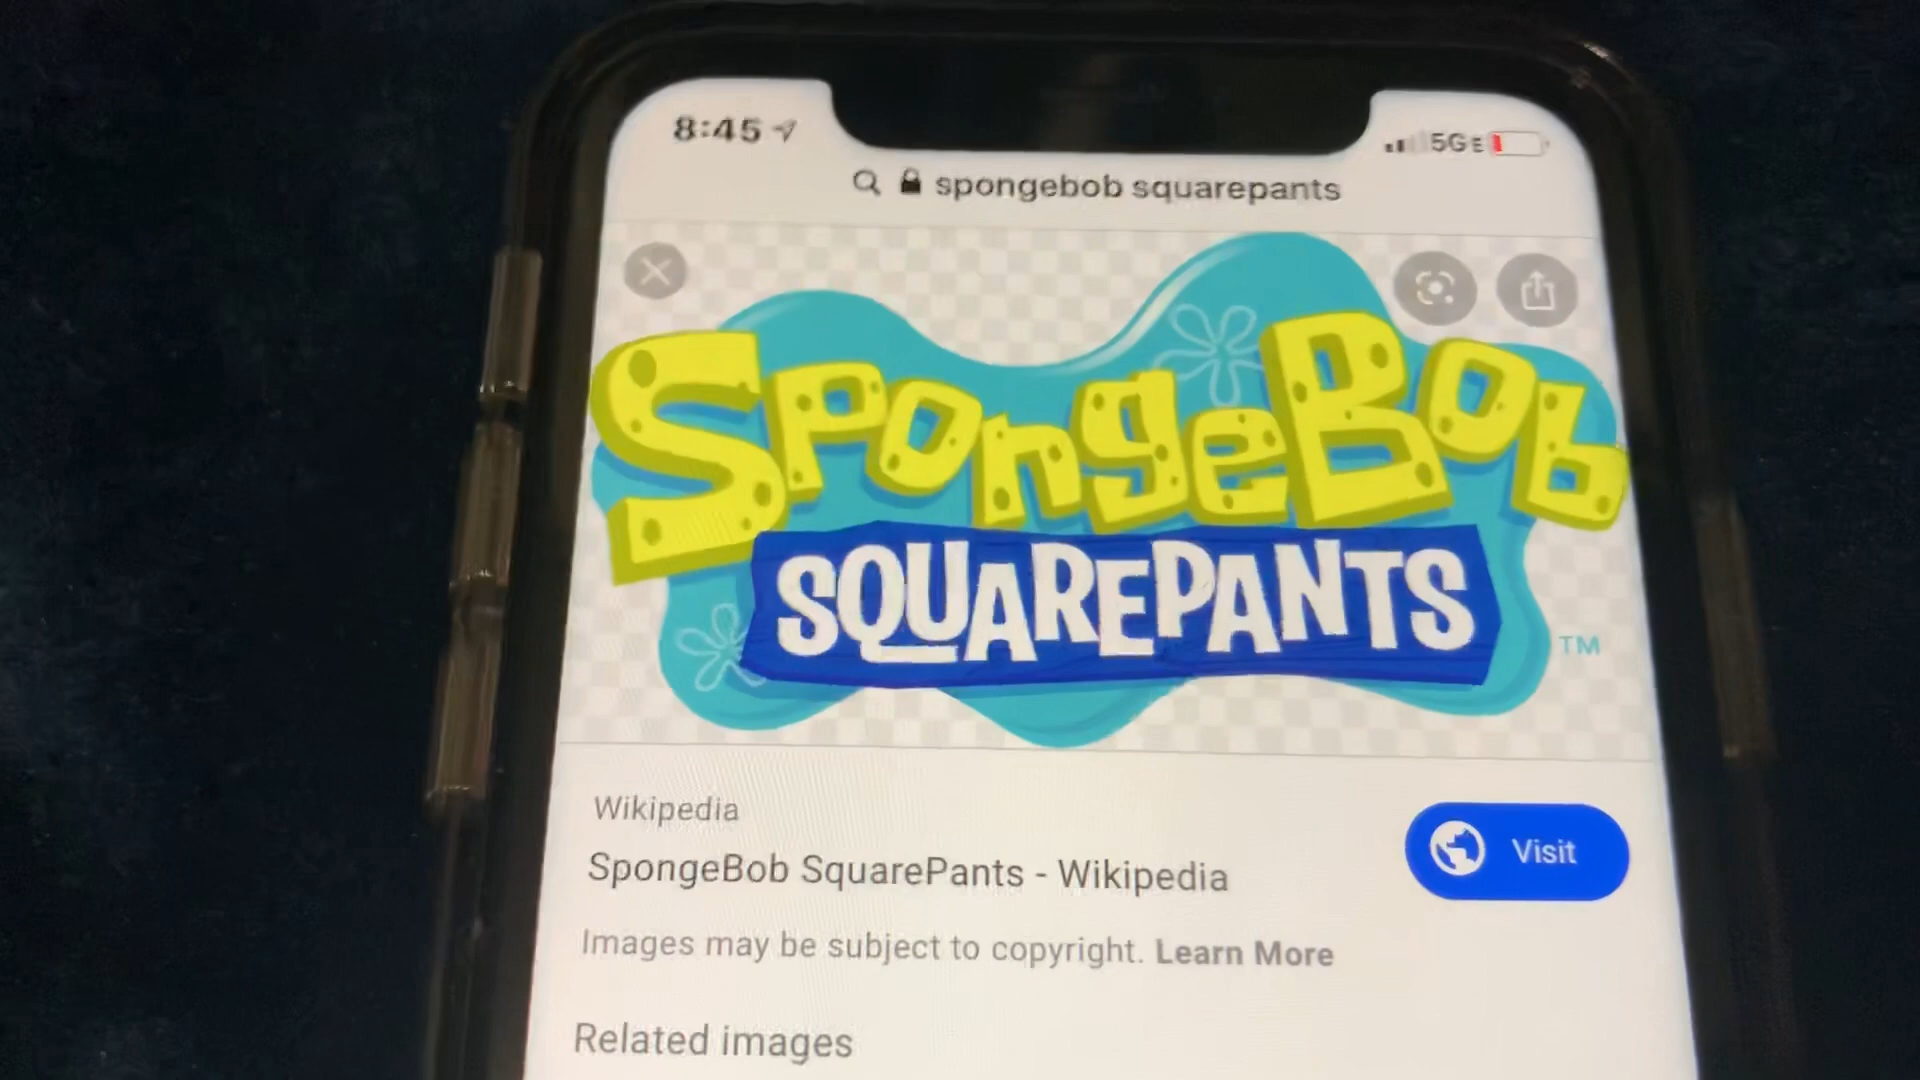 8:45 5GE
spongebob squarepants
SpongeBob
SQUAREPANTS
TM
Wikipedia
SpongeBob SquarePants - Wikipedia
Visit
Images may be subject to copyright. Learn More
Related images